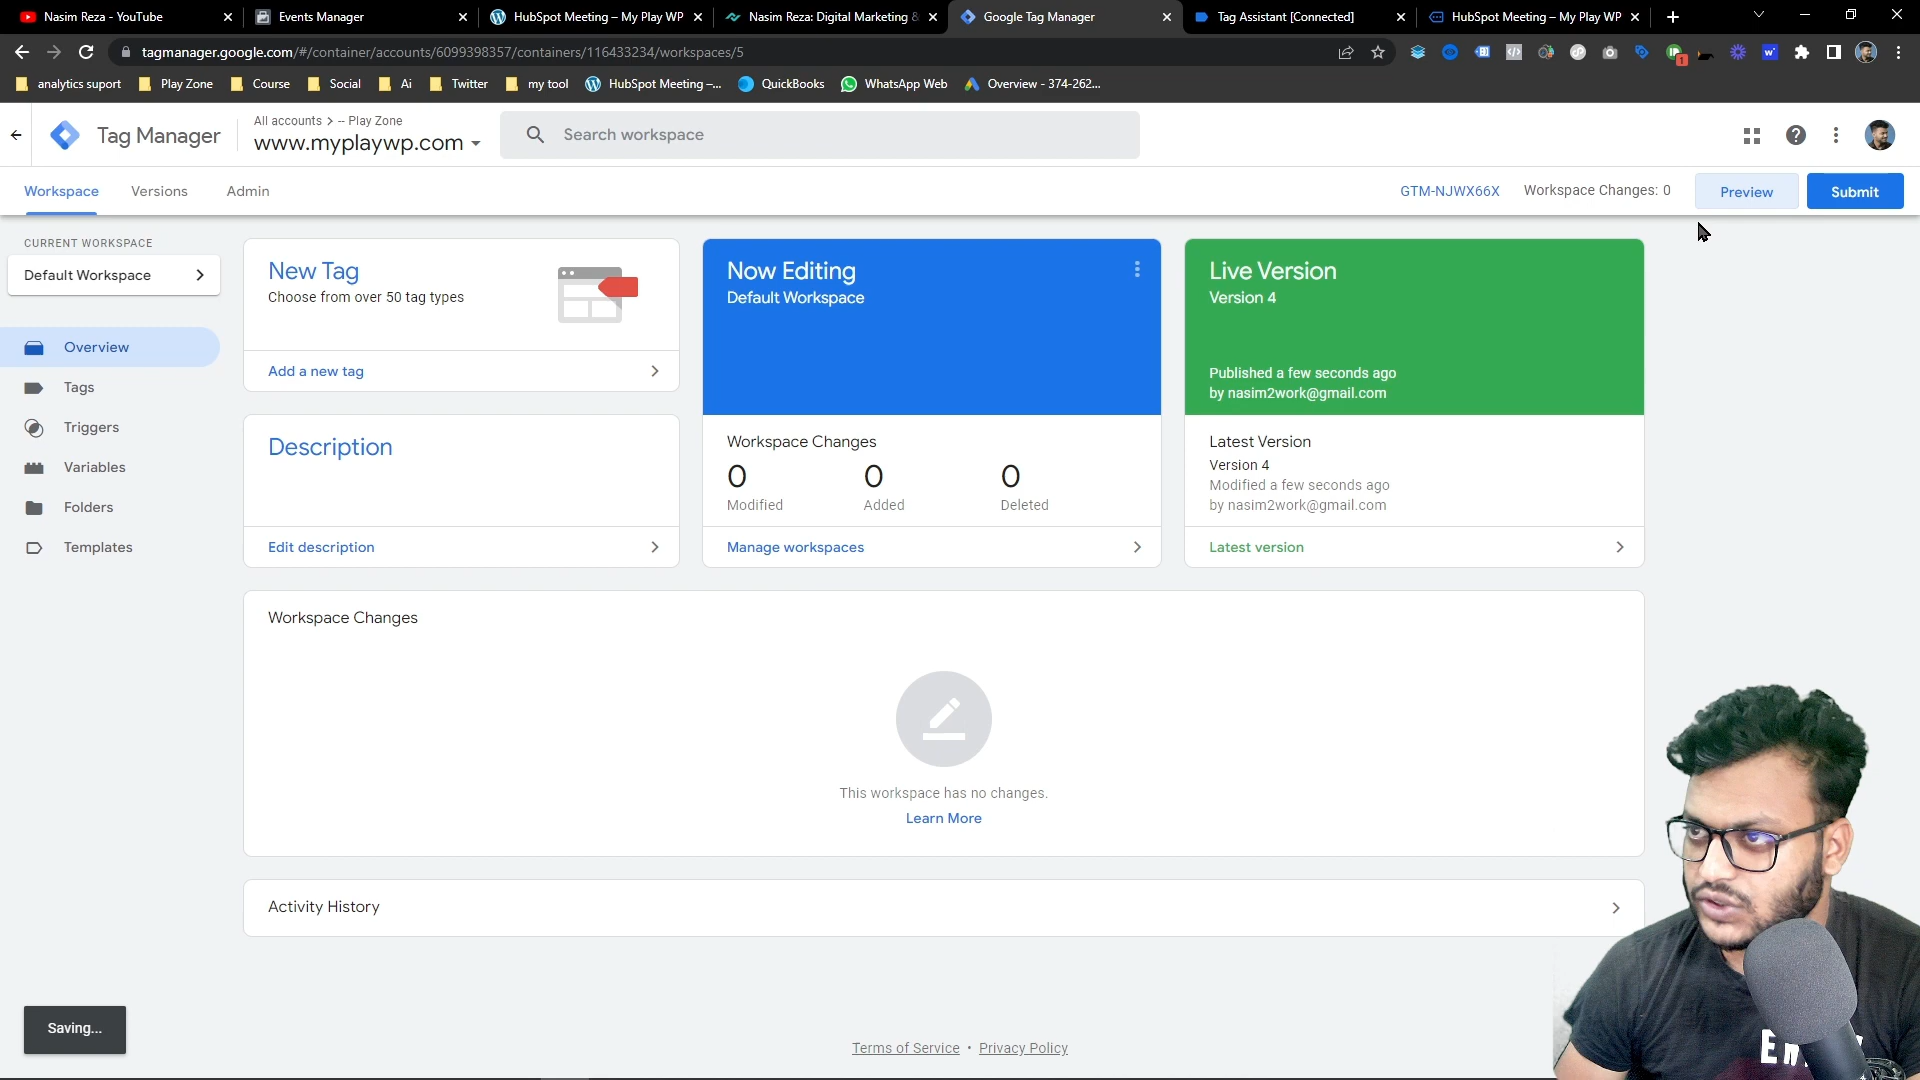 Nasim Reza - YouTube
Events Manager
HubSpot Meeting – My Play WP
Nasim Reza: Digital Marketing &
Google Tag Manager
Tag Assistant [Connected]
HubSpot Meeting – My Play WP
tagmanager.google.com/#/container/accounts/6099398357/containers/116433234/workspaces/5
1
analytics suport
Play Zone
Course
Social
Ai
Twitter
my tool
HubSpot Meeting –...
QuickBooks
WhatsApp Web
Overview - 374-262...
Tag Manager
All accounts > -- Play Zone
www.myplaywp.com
Search workspace
Workspace
Versions
Admin
GTM-NJWX66X
Workspace Changes: 0
Preview
Submit
CURRENT WORKSPACE
Default Workspace
Overview
Tags
Triggers
Variables
Folders
Templates
New Tag
Choose from over 50 tag types
Add a new tag
Description
Edit description
Now Editing
Default Workspace
Workspace Changes
0
0
0
Modified
Added
Deleted
Manage workspaces
Live Version
Version 4
Published a few seconds ago
by nasim2work@gmail.com
Latest Version
Version 4
Modified a few seconds ago
by nasim2work@gmail.com
Latest version
Workspace Changes
This workspace has no changes.
Learn More
Activity History
Saving...
Terms of Service • Privacy Policy